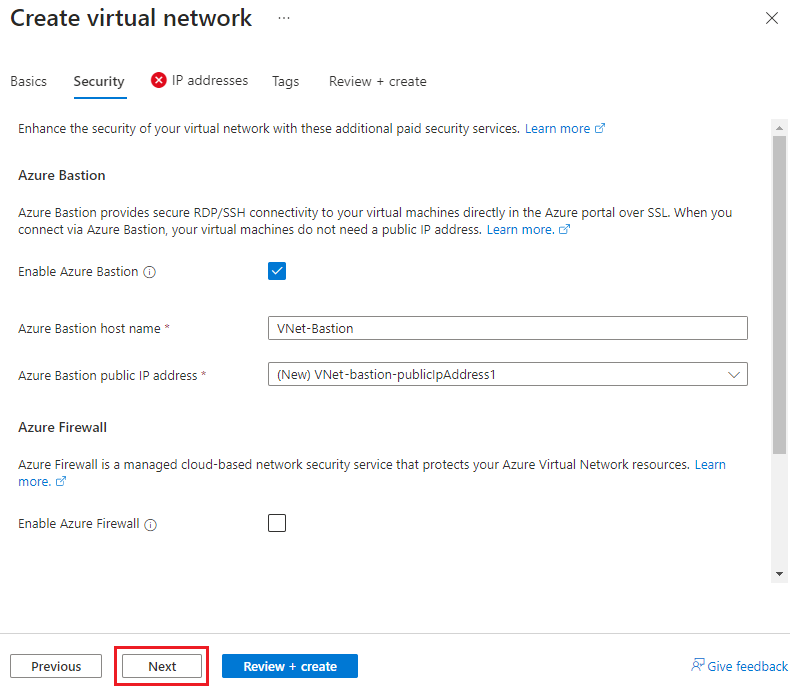 Create virtual network ...
Basics Security IP addresses Tags Review + create
Enhance the security of your virtual network with these additional paid security services. Learn more
Azure Bastion
Azure Bastion provides secure RDP/SSH connectivity to your virtual machines directly in the Azure portal over SSL. When you
connect via Azure Bastion, your virtual machines do not need a public IP address. Learn more.
Enable Azure Bastion
Azure Bastion host name * VNet-Bastion
Azure Bastion public IP address * (New) VNet-bastion-publicIpAddress1
Azure Firewall
Azure Firewall is a managed cloud-based network security service that protects your Azure Virtual Network resources. Learn
more.
Enable Azure Firewall
Previous Next Review + create Give feedback